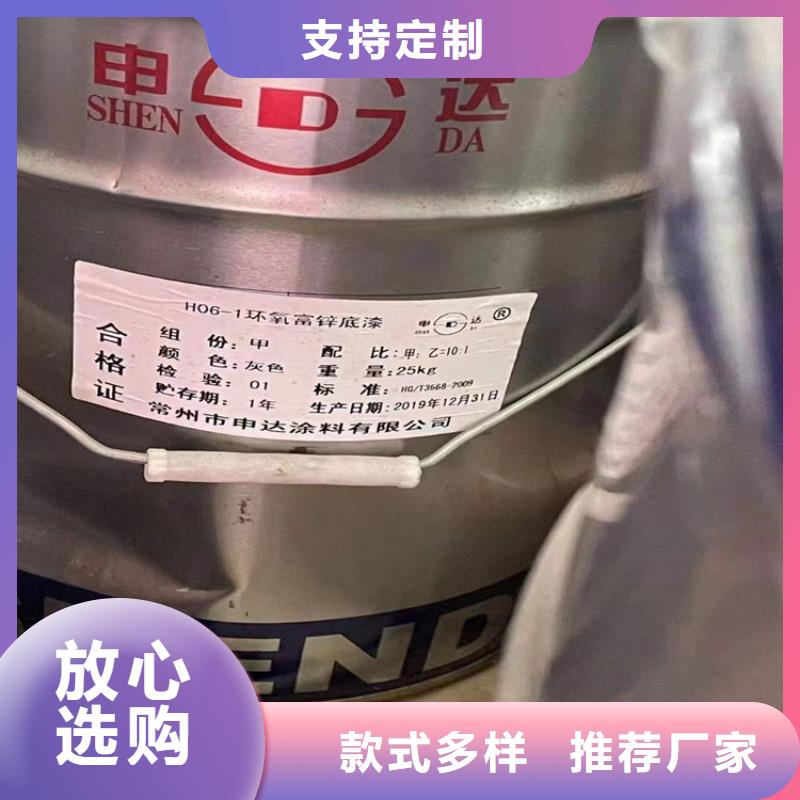 支持定制
申 D 达
SHEN DA
H06-1环氧富锌底漆 申 D 达 ®
合格证
组份:甲 配比:甲:乙=10:1
颜色:灰色 重量:25kg
检验:01 标准:HG/T3668-2009
贮存期:1年 生产日期:2019年12月31日
常州市申达涂料有限公司
END
放心
选购
款式多样 推荐厂家